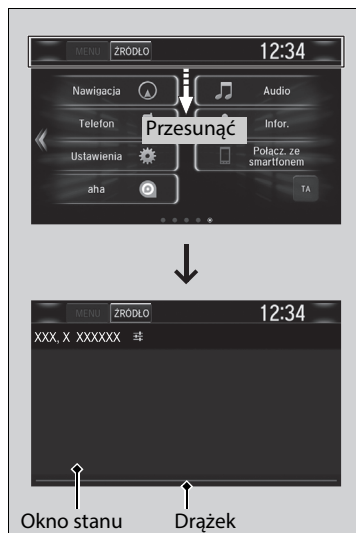 MENU ŹRÓDŁO 12:34
Nawigacja Audio
Telefon Infor.
Przesunąć
Ustawienia Połącz. ze smartfonem
aha TA
MENU ŹRÓDŁO 12:34
XXX, X XXXXXX
Okno stanu Drążek